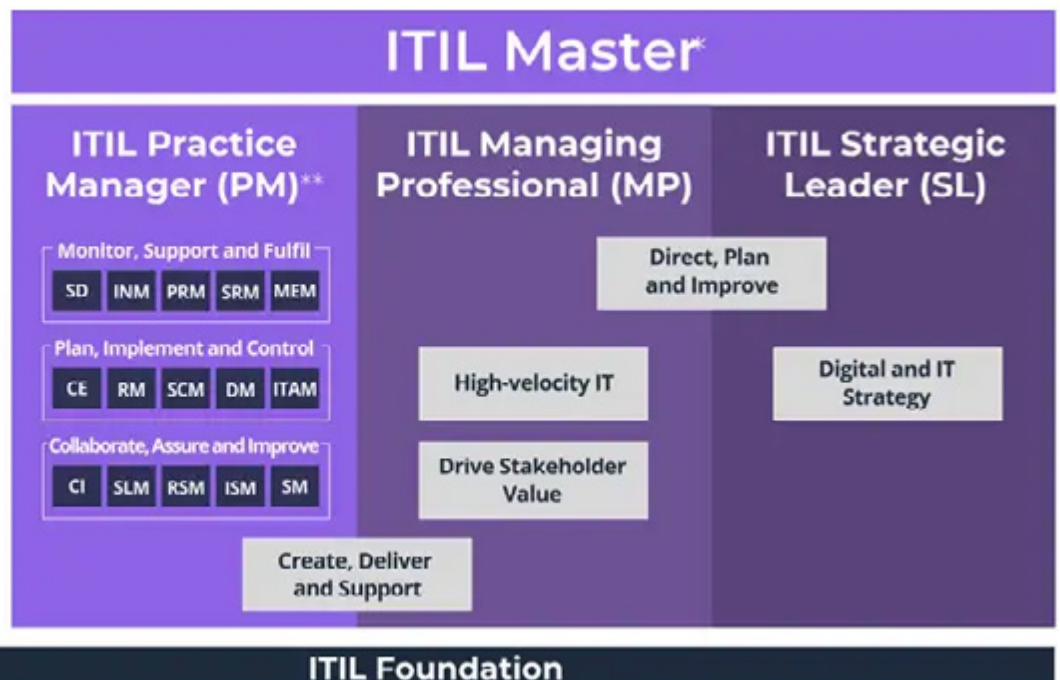 ITIL Master*
ITIL Practice
Manager (PM)**
Monitor, Support and Fulfil
SD INM PRM SRM MEM
Plan, Implement and Control
CE RM SCM DM ITAM
Collaborate, Assure and Improve
CI SLM RSM ISM SM
ITIL Managing
Professional (MP)
ITIL Strategic
Leader (SL)
Direct, Plan
and Improve
High-velocity IT
Digital and IT
Strategy
Drive Stakeholder
Value
Create, Deliver
and Support
ITIL Foundation